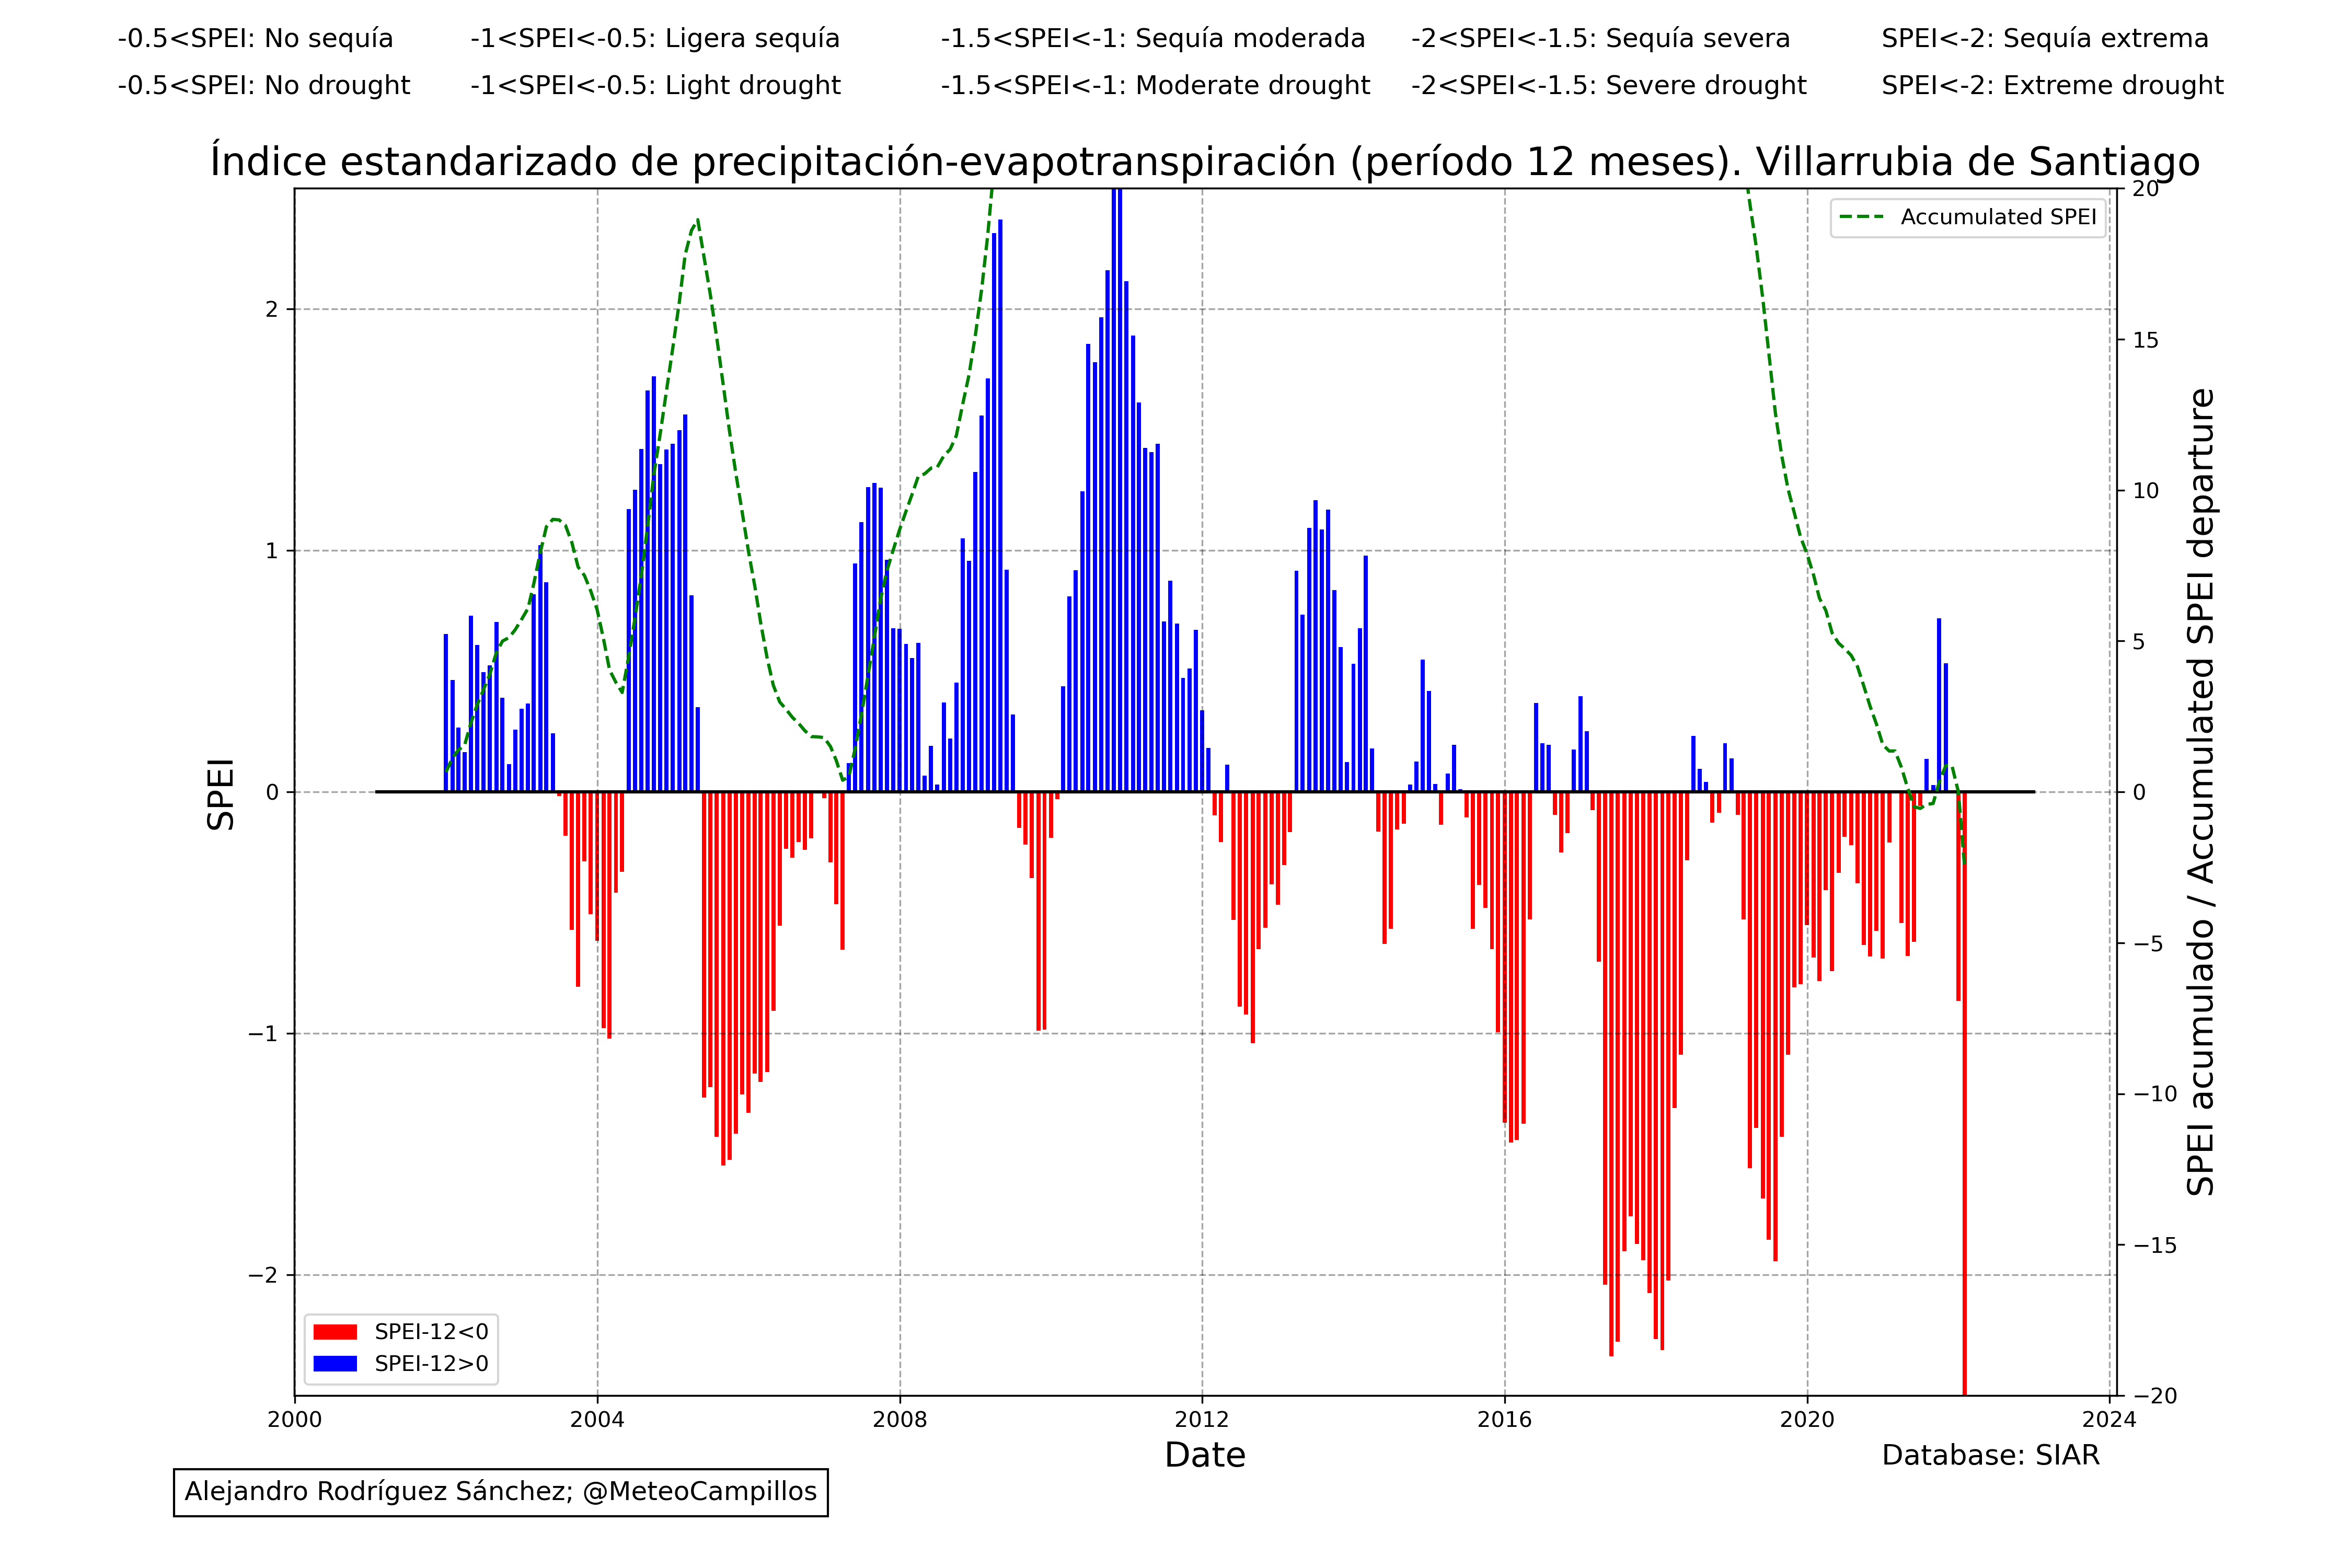 -0.5<SPEI: No sequía -1<SPEI<-0.5: Ligera sequía -1.5<SPEI<-1: Sequía moderada -2<SPEI<-1.5: Sequía severa SPEI<-2: Sequía extrema
-0.5<SPEI: No drought -1<SPEI<-0.5: Light drought -1.5<SPEI<-1: Moderate drought -2<SPEI<-1.5: Severe drought SPEI<-2: Extreme drought
Índice estandarizado de precipitación-evapotranspiración (período 12 meses). Villarrubia de Santiago
Accumulated SPEI
SPEI
2
1
0
−1
−2
20
15
10
5
0
−5
−10
−15
−20
SPEI acumulado / Accumulated SPEI departure
SPEI-12<0
SPEI-12>0
2000 2004 2008 2012 2016 2020 2024
Date
Database: SIAR
Alejandro Rodríguez Sánchez; @MeteoCampillos